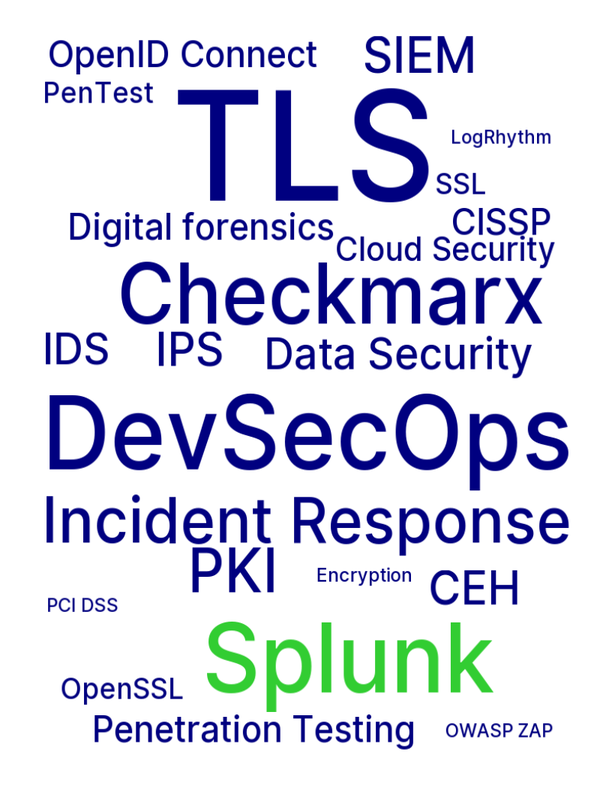 OpenID Connect SIEM
PenTest
TLS
LogRhythm
SSL
Digital forensics
CISSP
Cloud Security
Checkmarx
IDS IPS Data Security
DevSecOps
Incident Response
PKI
Encryption
CEH
PCI DSS
Splunk
OpenSSL
Penetration Testing
OWASP ZAP